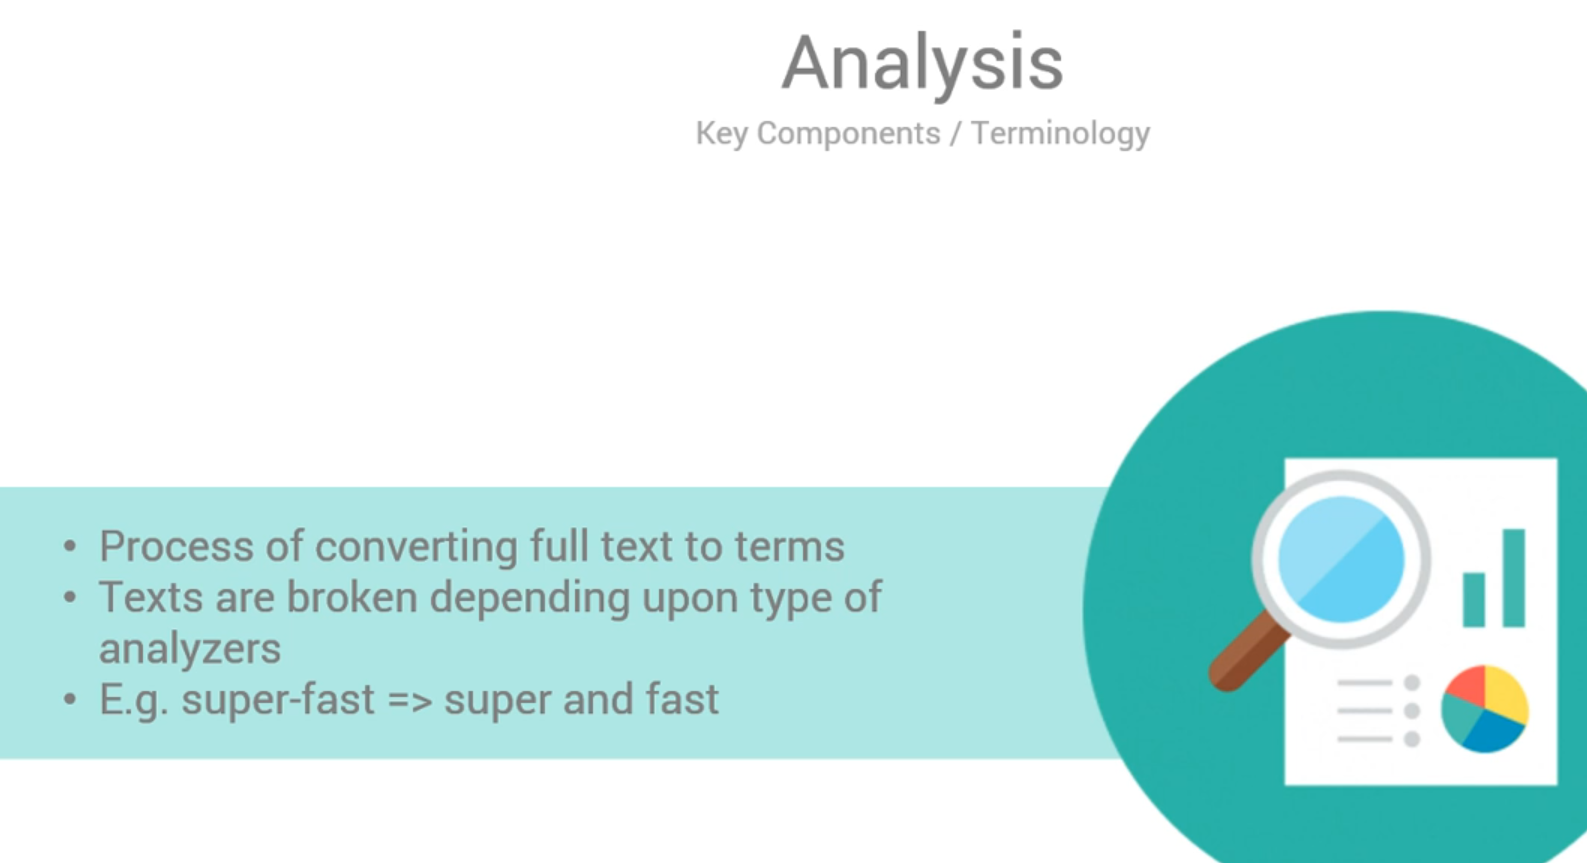 Analysis
Key Components / Terminology
• Process of converting full text to terms
• Texts are broken depending upon type of
analyzers
• E.g. super-fast => super and fast